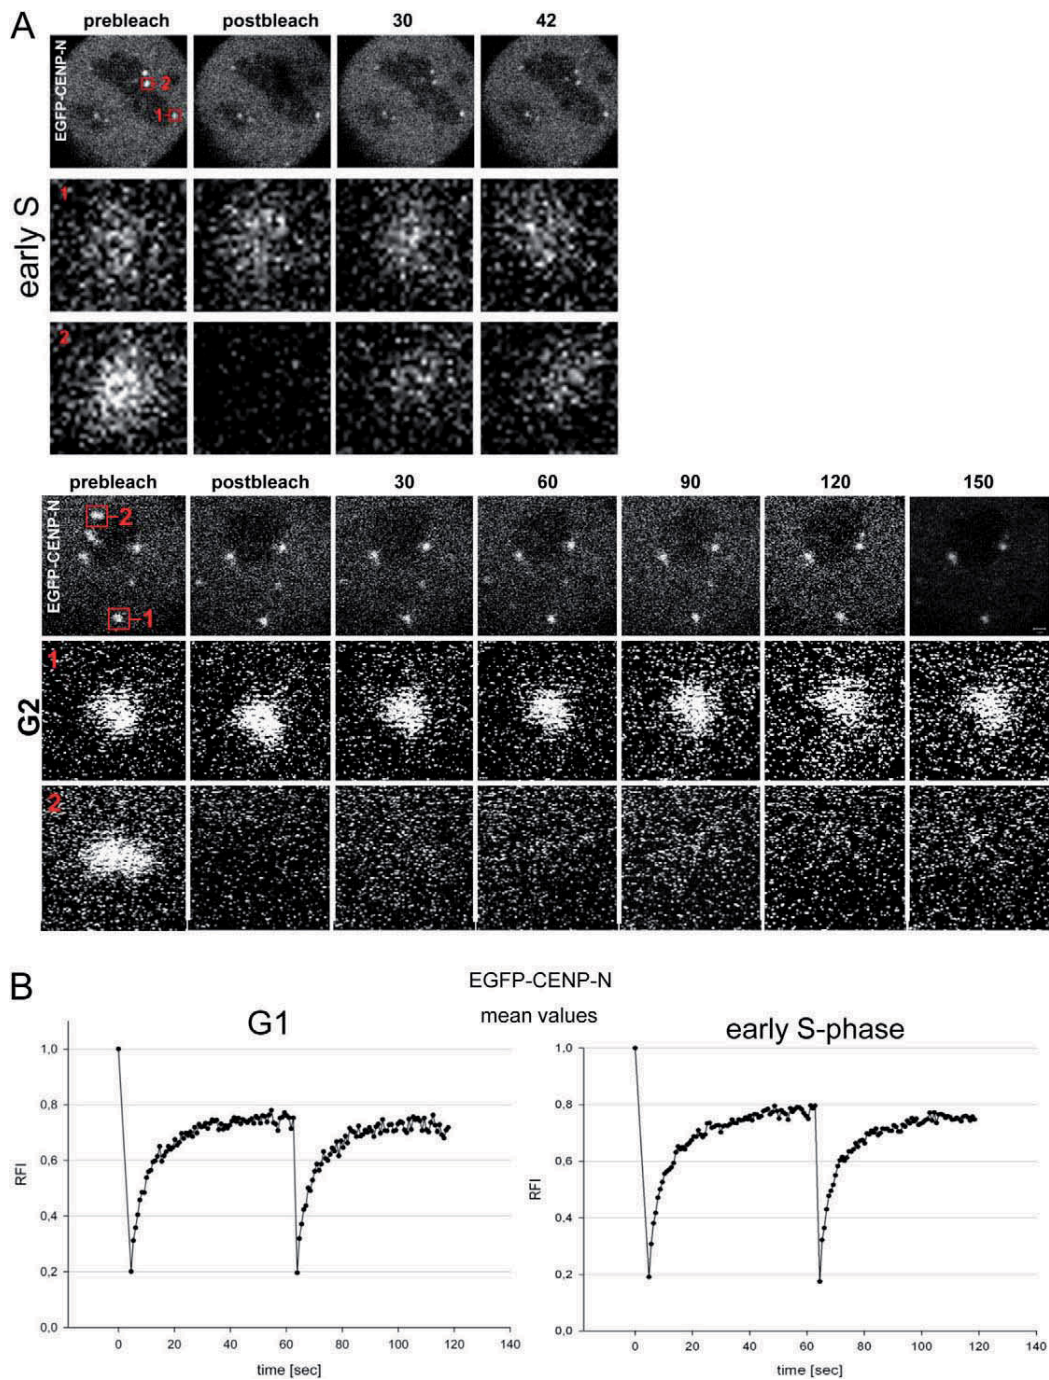 A
prebleach postbleach 30 42
EGFP-CENP-N
2
1
early S
1
2
prebleach postbleach 30 60 90 120 150
EGFP-CENP-N
2
1
G2
1
2
B
EGFP-CENP-N
mean values
G1
early S-phase
1,0
0,8
0,6
0,4
0,2
0,0
RFI
0 20 40 60 80 100 120 140
time [sec]
1,0
0,8
0,6
0,4
0,2
0,0
RFI
0 20 40 60 80 100 120 140
time [sec]